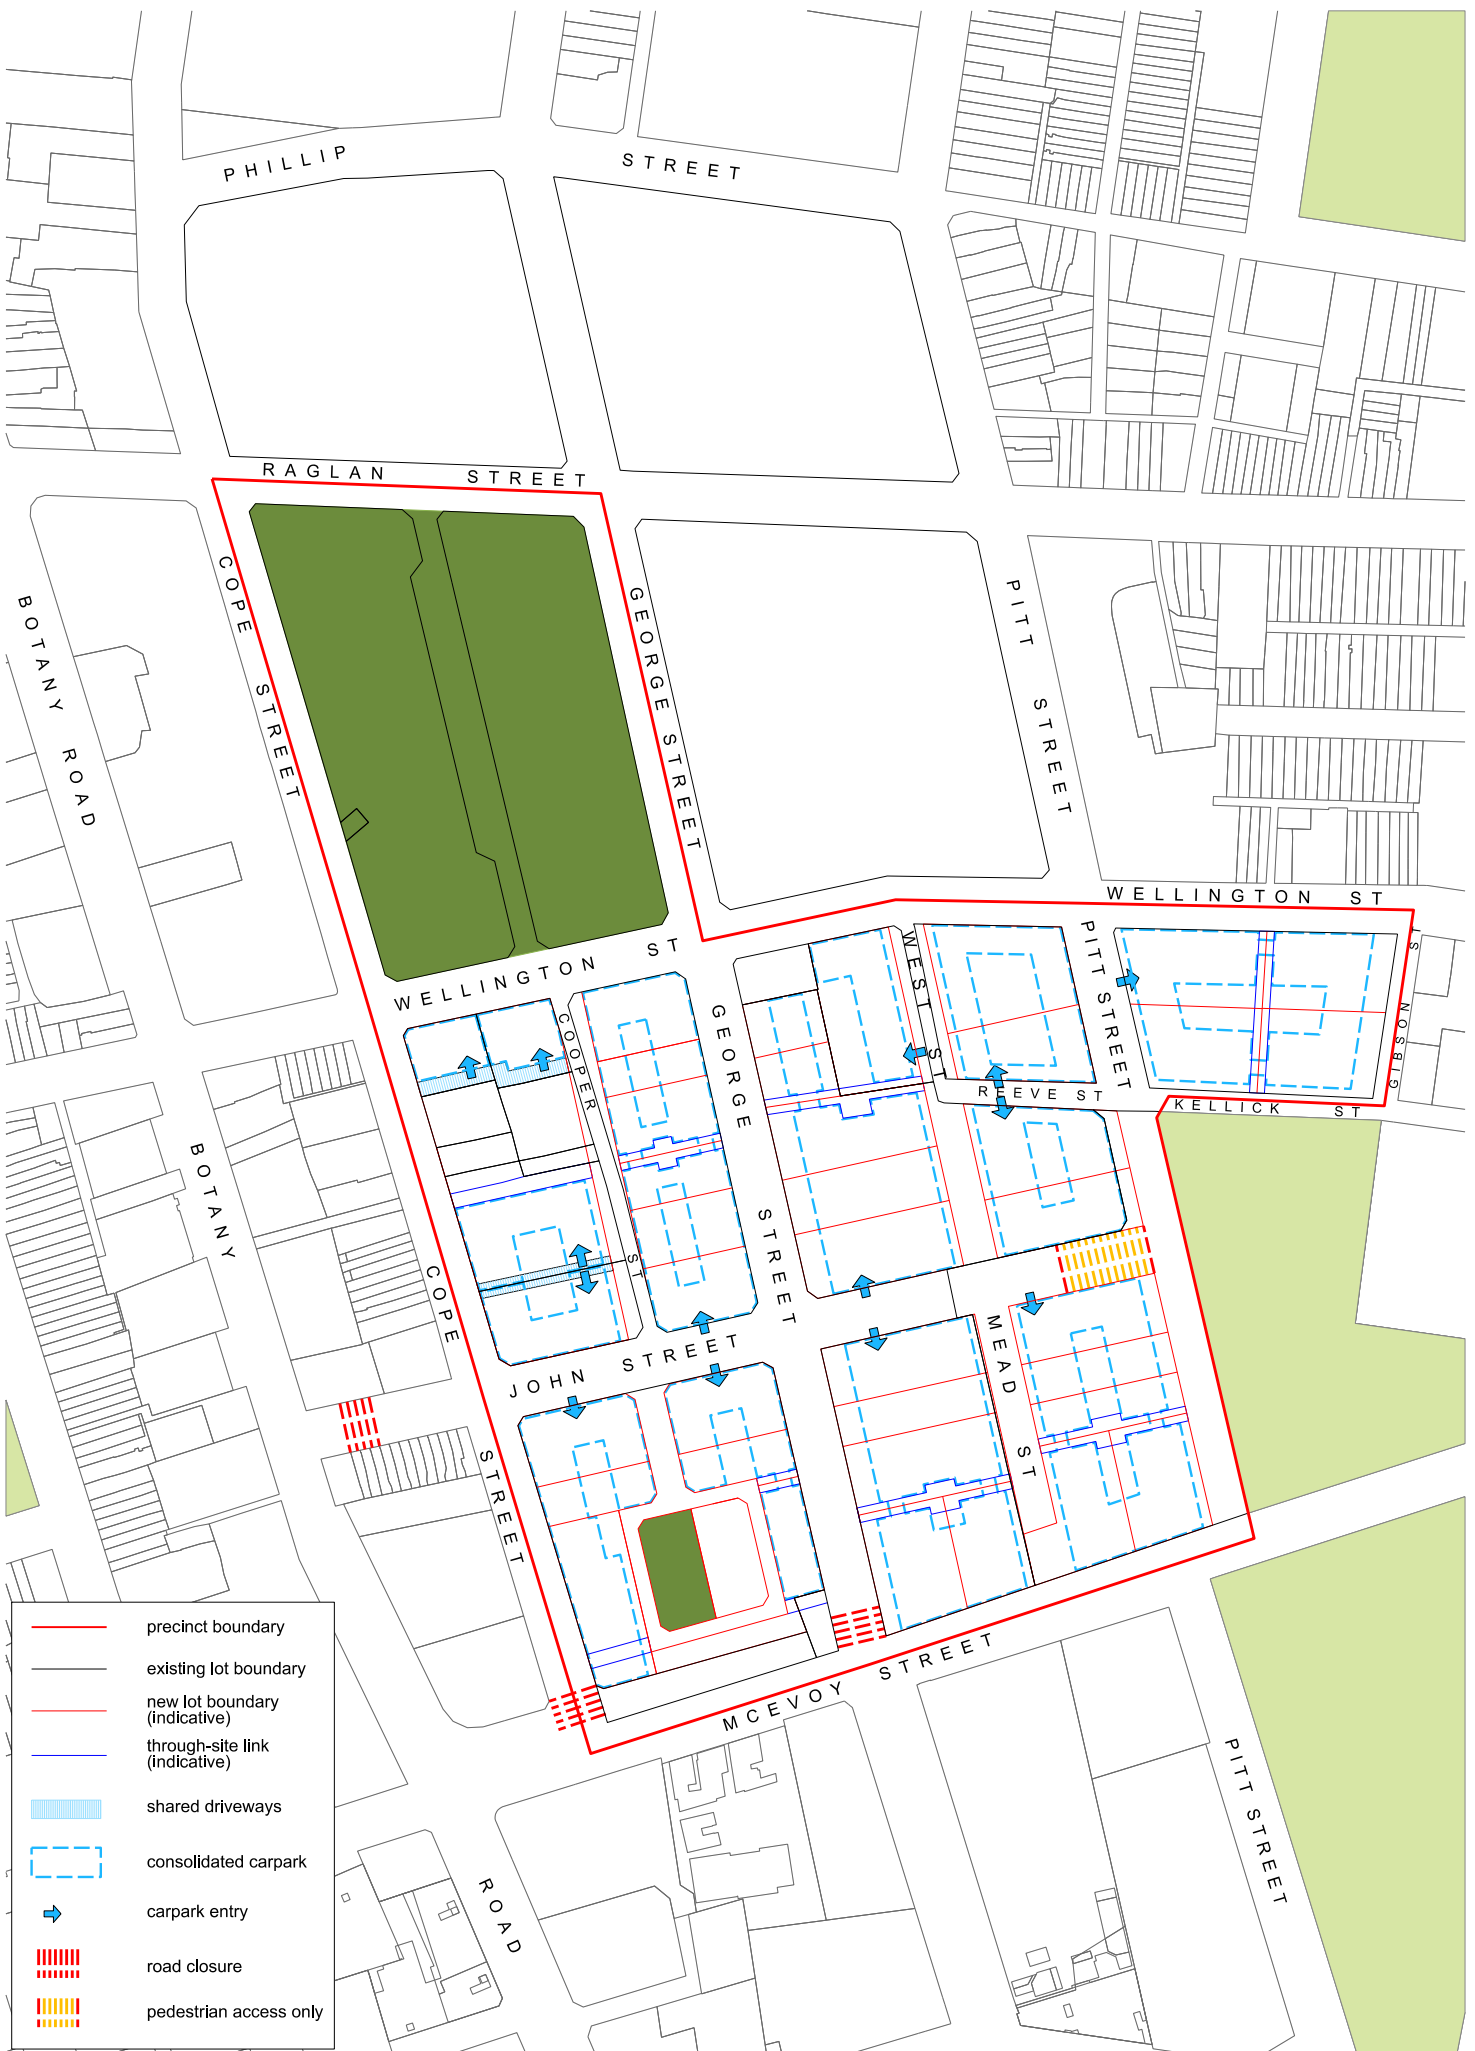 PHILLIP STREET
RAGLAN STREET
COPE STREET
GEORGE STREET
PITT STREET
BOTANY ROAD
WELLINGTON ST
WELLINGTON ST
WEST ST
PITT STREET
GIBSON ST
COOPER ST
GEORGE STREET
REEVE ST
KELLICK ST
BOTANY ROAD
COPE STREET
JOHN STREET
MEAD ST
MCEVOY STREET
PITT STREET
precinct boundary
existing lot boundary
new lot boundary
(indicative)
through-site link
(indicative)
shared driveways
consolidated carpark
carpark entry
road closure
pedestrian access only